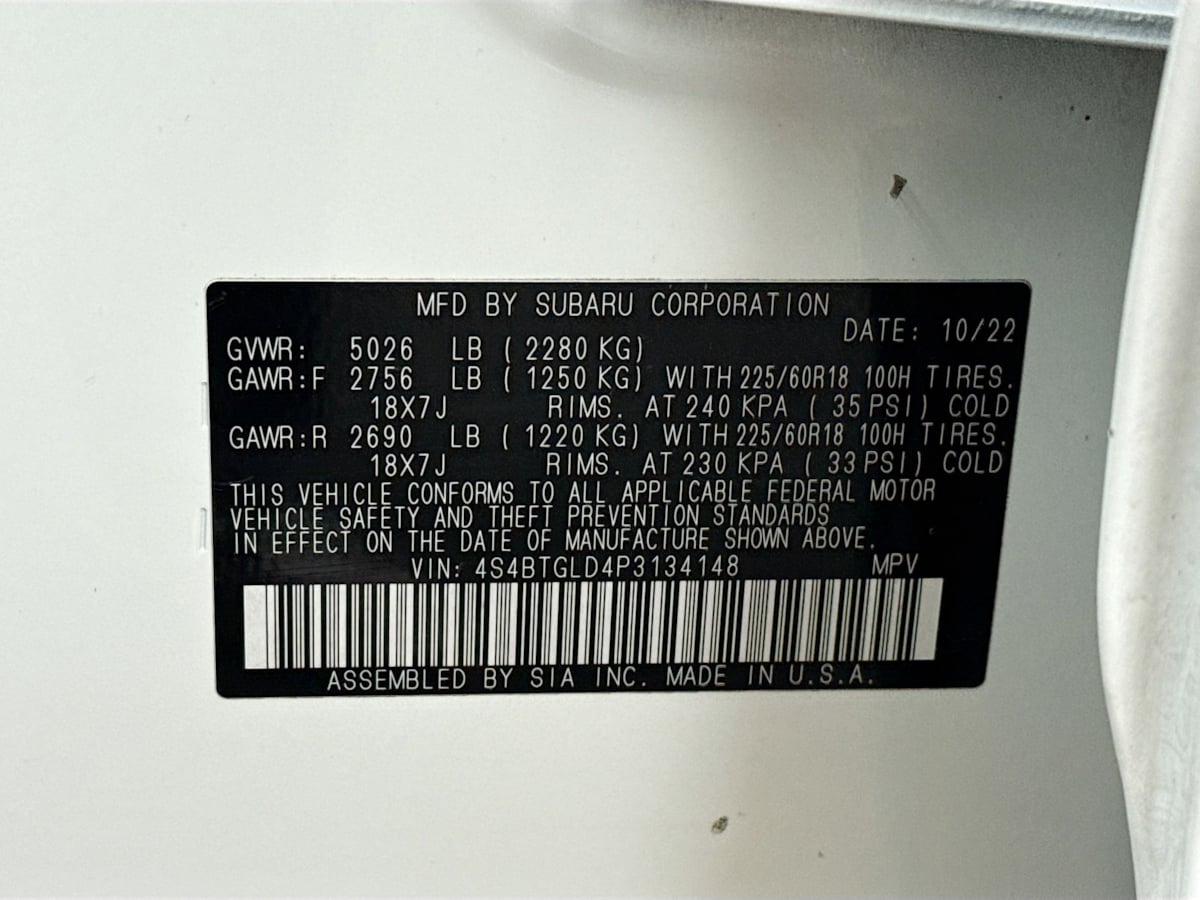 MFD BY SUBARU CORPORATION
DATE: 10/22
GVWR: 5026 LB ( 2280 KG)
GAWR:F 2756 LB ( 1250 KG) WITH 225/60R18 100H TIRES.
18X7J RIMS. AT 240 KPA ( 35 PSI) COLD
GAWR:R 2690 LB ( 1220 KG) WITH 225/60R18 100H TIRES.
18X7J RIMS. AT 230 KPA ( 33 PSI) COLD
THIS VEHICLE CONFORMS TO ALL APPLICABLE FEDERAL MOTOR
VEHICLE SAFETY AND THEFT PREVENTION STANDARDS
IN EFFECT ON THE DATE OF MANUFACTURE SHOWN ABOVE.
VIN: 4S4BTGLD4P3134148 MPV
ASSEMBLED BY SIA INC. MADE IN U.S.A.